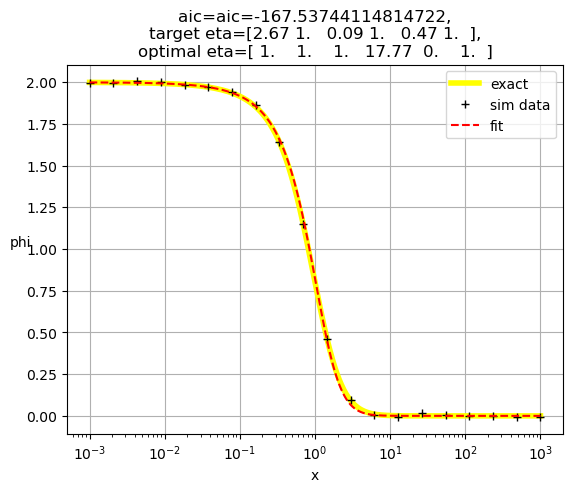 aic=aic=-167.53744114814722,
target eta=[2.67 1.   0.09 1.   0.47 1.  ],
optimal eta=[ 1.    1.    1.   17.77  0.    1.  ]
2.00
1.75
1.50
1.25
1.00
0.75
0.50
0.25
0.00
phi
exact
sim data
fit
10⁻³
10⁻²
10⁻¹
10⁰
10¹
10²
10³
x